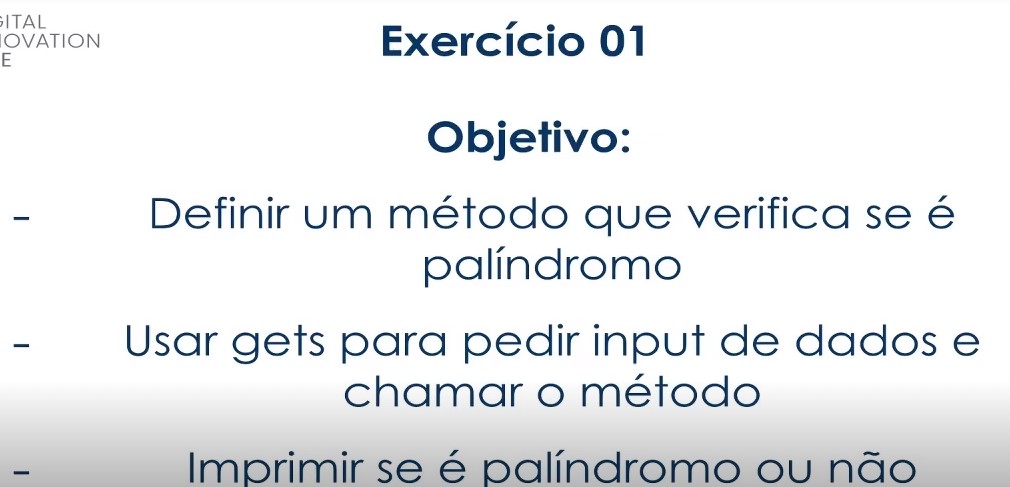 GITAL
IOVATION
E
Exercício 01
Objetivo:
- Definir um método que verifica se é
palíndromo
- Usar gets para pedir input de dados e
chamar o método
- Imprimir se é palíndromo ou não